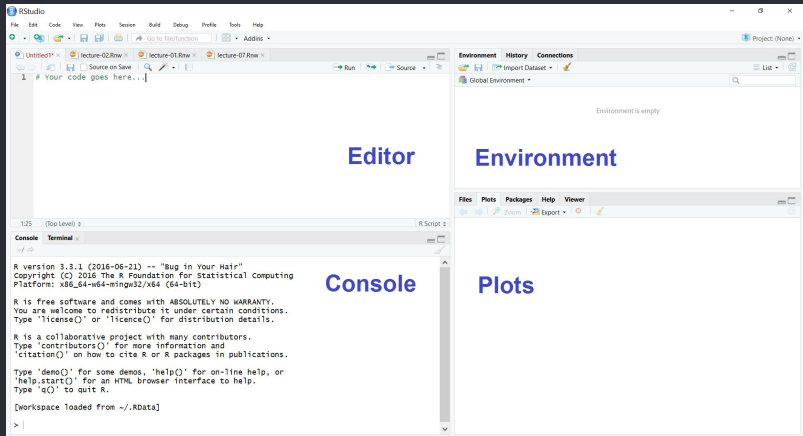 RStudio
File Edit Code View Plots Session Build Debug Profile Tools Help
Go to file/function Addins Project: (None)
Untitled1* lecture-02.Rnw lecture-01.Rnw lecture-07.Rnw
Source on Save Run Source
1 # Your code goes here...
Editor
1:25 (Top Level) R Script
Console Terminal
~/
R version 3.3.1 (2016-06-21) -- "Bug in Your Hair"
Copyright (C) 2016 The R Foundation for Statistical Computing
Platform: x86_64-w64-mingw32/x64 (64-bit)
R is free software and comes with ABSOLUTELY NO WARRANTY.
You are welcome to redistribute it under certain conditions.
Type 'license()' or 'licence()' for distribution details.
R is a collaborative project with many contributors.
Type 'contributors()' for more information and
'citation()' on how to cite R or R packages in publications.
Type 'demo()' for some demos, 'help()' for on-line help, or
'help.start()' for an HTML browser interface to help.
Type 'q()' to quit R.
[Workspace loaded from ~/.RData]
>
Console
Environment History Connections
Import Dataset List
Global Environment
Environment is empty
Environment
Files Plots Packages Help Viewer
Zoom Export
Plots